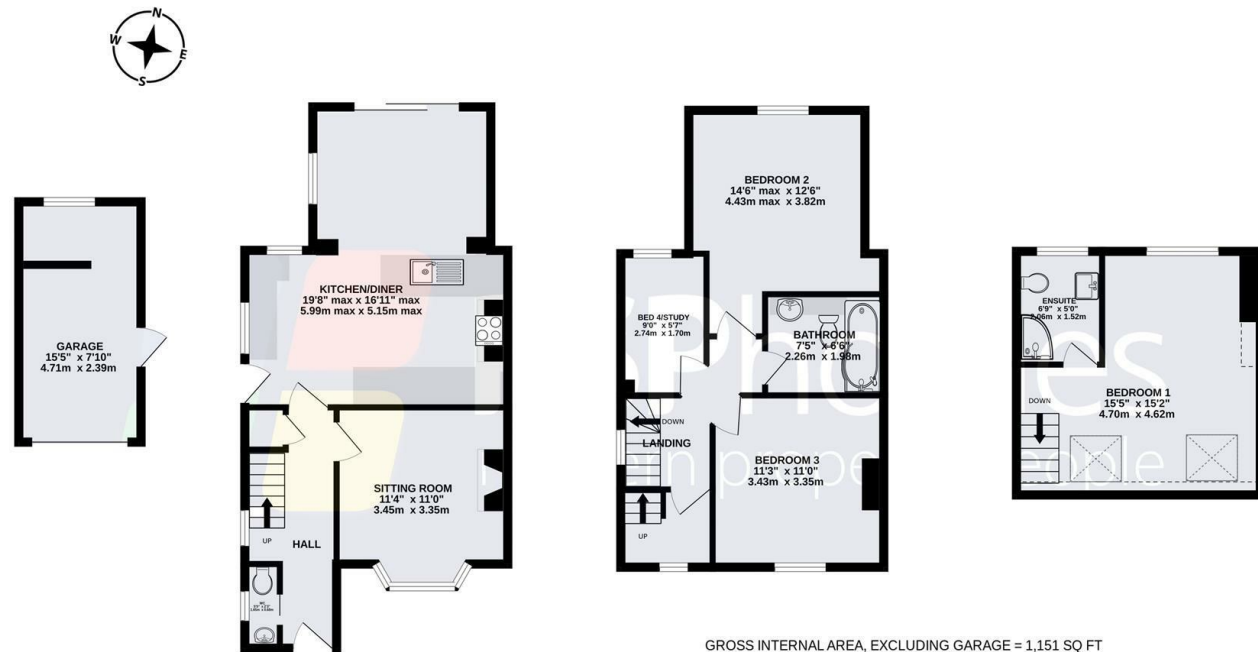 N
W
E
S
GARAGE
15'5" x 7'10"
4.71m x 2.39m
KITCHEN/DINER
19'8" max x 16'11" max
5.99m max x 5.15m max
SITTING ROOM
11'4" x 11'0"
3.45m x 3.35m
UP
HALL
BEDROOM 2
14'6" max x 12'6"
4.43m max x 3.82m
BED 4/STUDY
9'0" x 5'7"
2.74m x 1.70m
BATHROOM
7'5" x 6'6"
2.26m x 1.98m
DOWN
LANDING
BEDROOM 3
11'3" x 11'0"
3.43m x 3.35m
UP
ENSUITE
6'9" x 5'0"
2.06m x 1.52m
DOWN
BEDROOM 1
15'5" x 15'2"
4.70m x 4.62m
GROSS INTERNAL AREA, EXCLUDING GARAGE = 1,151 SQ FT